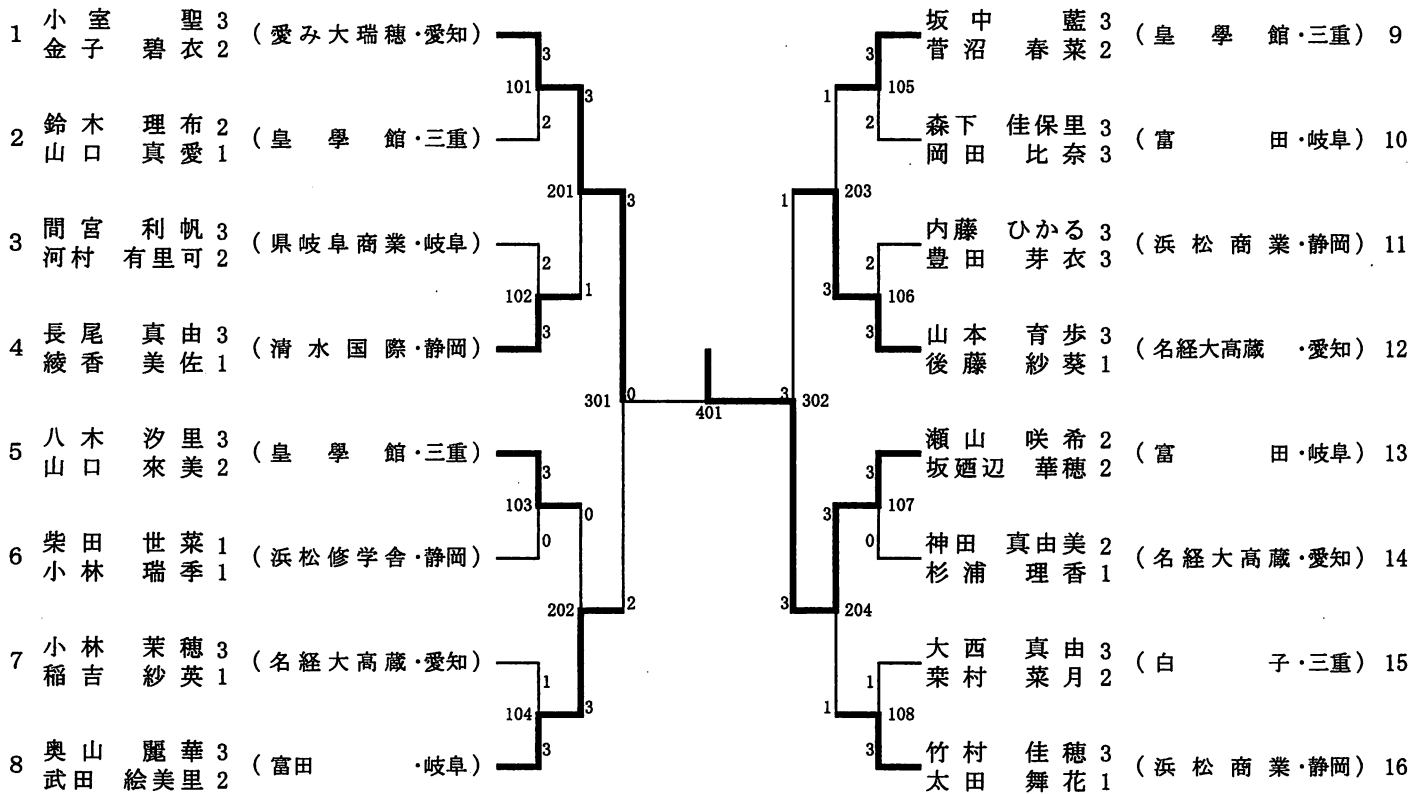 1 小室 聖 3 (愛み大瑞穂・愛知)
金子 碧衣 2
3
101
2
3
2 鈴木 理布 2 (皇學館・三重)
山口 真愛 1
201
3
3 間宮 利帆 3 (県岐阜商業・岐阜)
河村 有里可 2
2
102
1
3
4 長尾 真由 3 (清水国際・静岡)
綾香 美佐 1
301
0
401
5 八木 汐里 3 (皇學館・三重)
山口 來美 2
3
103
0
0
6 柴田 世菜 1 (浜松修学舎・静岡)
小林 瑞季 1
202
2
7 小林 茉穂 3 (名経大高蔵・愛知)
稲吉 紗英 1
1
104
3
3
8 奥山 麗華 3 (富田・岐阜)
武田 絵美里 2
坂中 藍 3 (皇學館・三重) 9
菅沼 春菜 2
3
105
1
2
森下 佳保里 3 (富田・岐阜) 10
岡田 比奈 3
1
203
内藤 ひかる 3 (浜松商業・静岡) 11
豊田 芽衣 3
2
106
3
3
山本 育歩 3 (名経大高蔵・愛知) 12
後藤 紗葵 1
3
302
瀬山 咲希 2 (富田・岐阜) 13
坂廼辺 華穂 2
3
107
3
0
神田 真由美 2 (名経大高蔵・愛知) 14
杉浦 理香 1
3
204
大西 真由 3 (白子・三重) 15
村 菜月 2
1
108
1
3
竹村 佳穂 3 (浜松商業・静岡) 16
太田 舞花 1